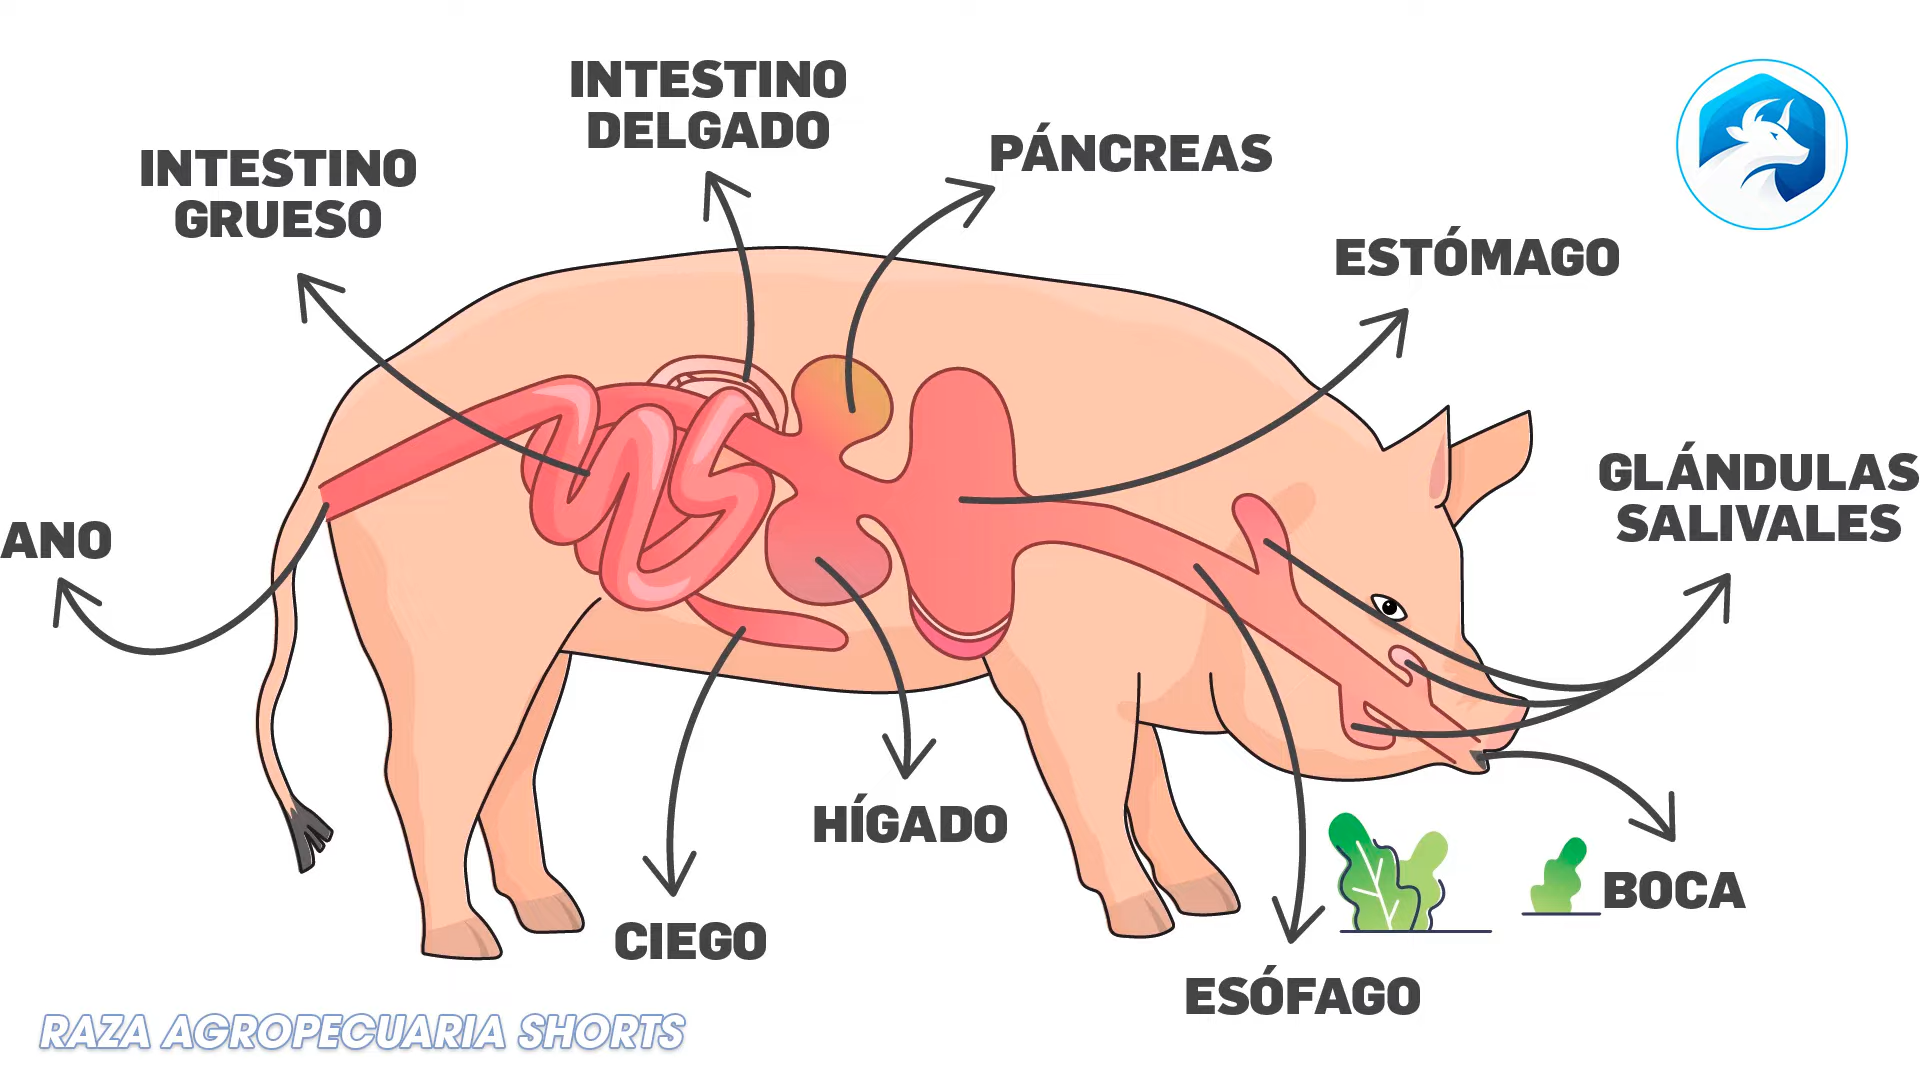 INTESTINO
DELGADO
PÁNCREAS
INTESTINO
GRUESO
ESTÓMAGO
GLÁNDULAS
SALIVALES
ANO
HÍGADO
BOCA
CIEGO
ESÓFAGO
RAZA AGROPECUARIA SHORTS